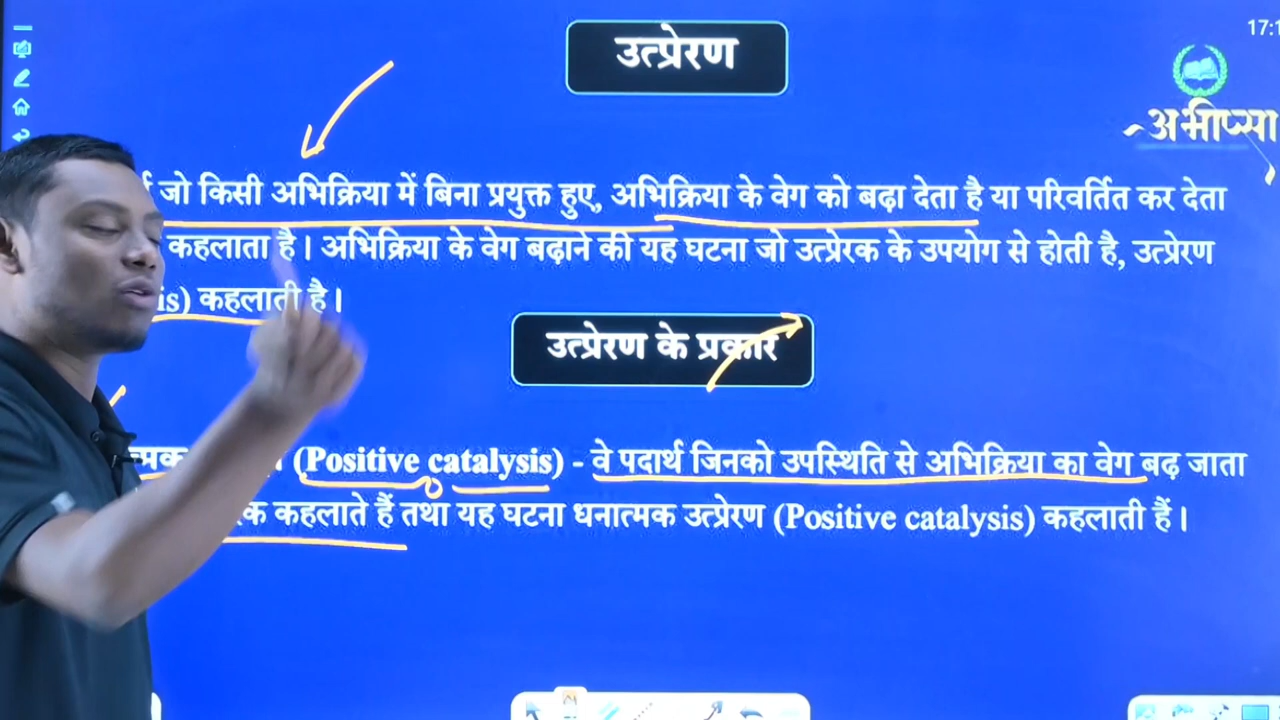 17:1
उत्प्रेरण
अभीप्सा
जो किसी अभिक्रिया में बिना प्रयुक्त हुए, अभिक्रिया के वेग को बढ़ा देता है या परिवर्तित कर देता
कहलाता है। अभिक्रिया के वेग बढ़ाने की यह घटना जो उत्प्रेरक के उपयोग से होती है, उत्प्रेरण
is) कहलाती है।
उत्प्रेरण के प्रकार
(Positive catalysis) - वे पदार्थ जिनको उपस्थिति से अभिक्रिया का वेग बढ़ जाता
कहलाते हैं तथा यह घटना धनात्मक उत्प्रेरण (Positive catalysis) कहलाती हैं।